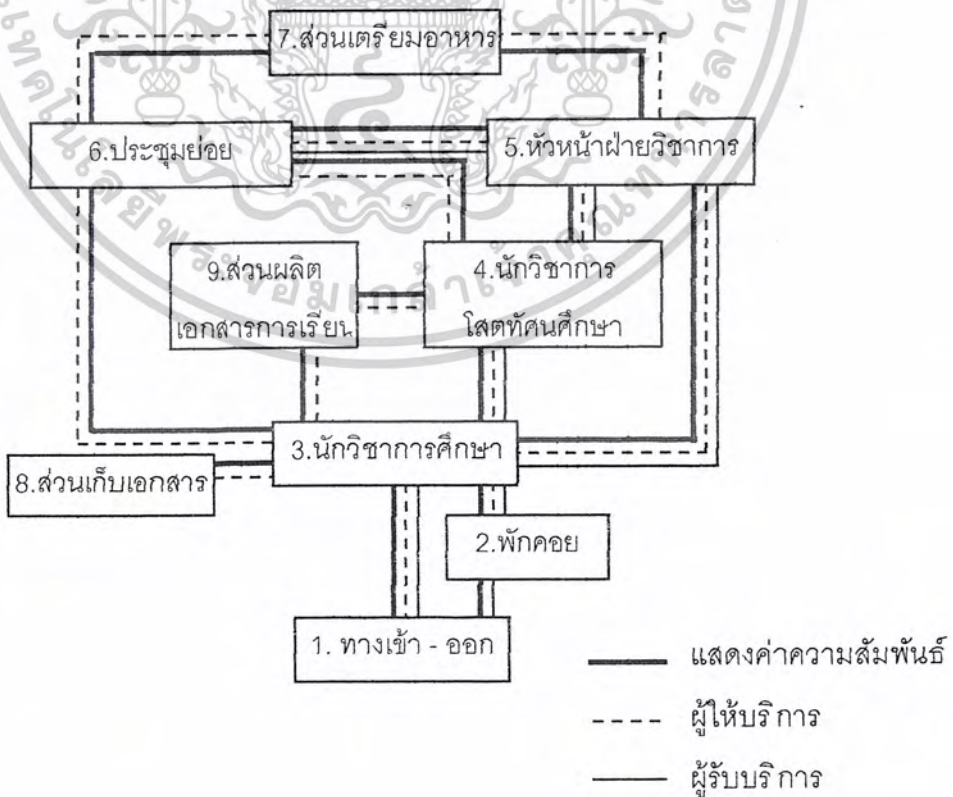 7.ส่วนเตรียมอาหาร
6.ประชุมย่อย
5.หัวหน้าฝ่ายวิชาการ
9.ส่วนผลิต
เอกสารการเรียน
4.นักวิชาการ
โสตทัศนศึกษา
3.นักวิชาการศึกษา
8.ส่วนเก็บเอกสาร
2.พักคอย
1. ทางเข้า - ออก
แสดงค่าความสัมพันธ์
ผู้ให้บริการ
ผู้รับบริการ